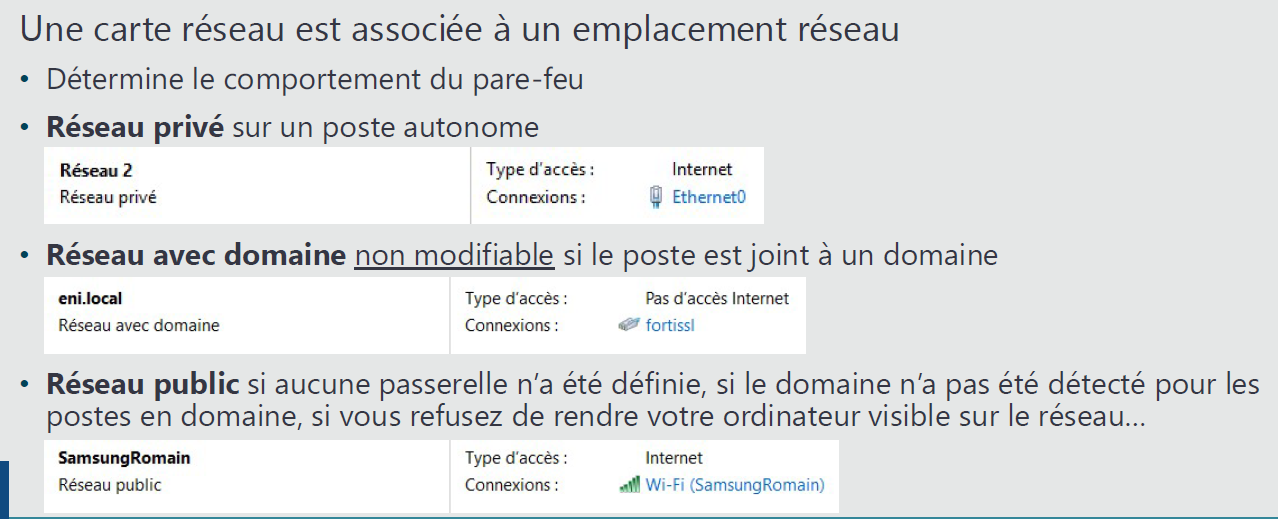 Une carte réseau est associée à un emplacement réseau
• Détermine le comportement du pare-feu
• Réseau privé sur un poste autonome
Réseau 2
Réseau privé
Type d’accès : Internet
Connexions : Ethernet0
• Réseau avec domaine non modifiable si le poste est joint à un domaine
eni.local
Réseau avec domaine
Type d’accès : Pas d’accès Internet
Connexions : fortissl
• Réseau public si aucune passerelle n’a été définie, si le domaine n’a pas été détecté pour les
postes en domaine, si vous refusez de rendre votre ordinateur visible sur le réseau…
SamsungRomain
Réseau public
Type d’accès : Internet
Connexions : Wi-Fi (SamsungRomain)